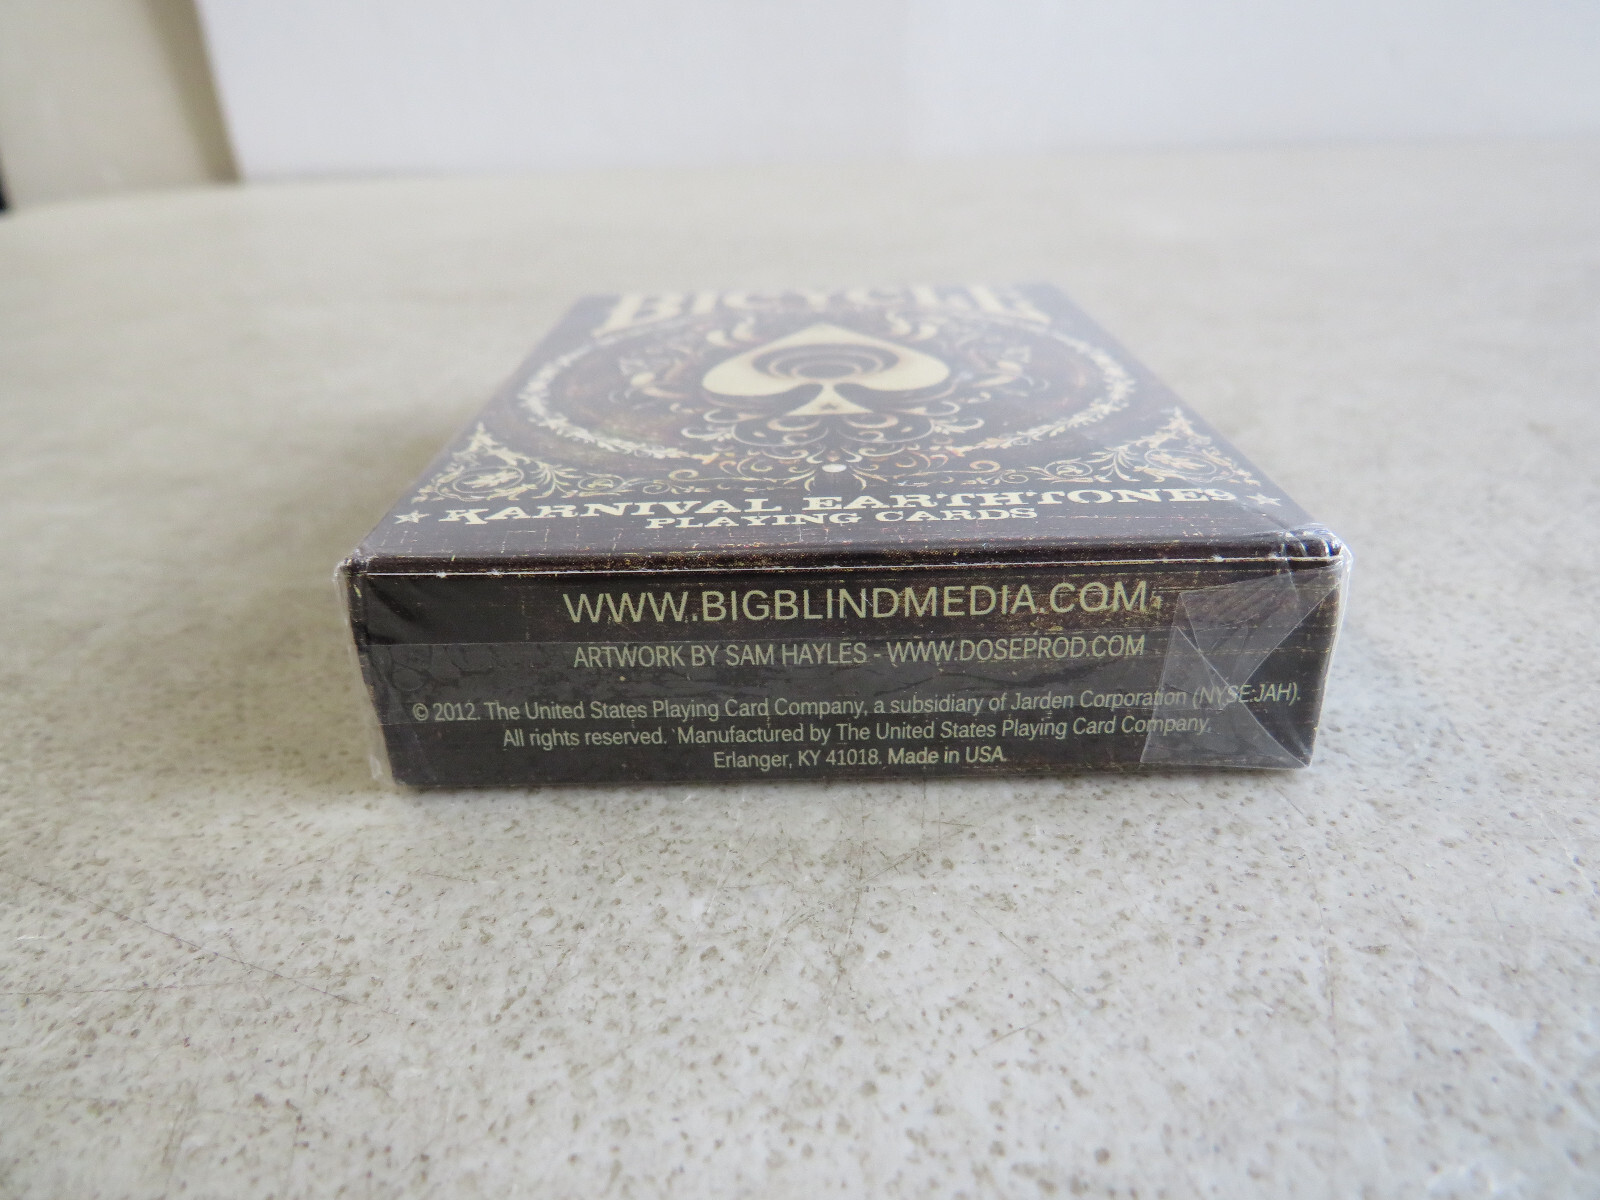 BICYCLE
KARNIVAL EARTHTONES
PLAYING CARDS
WWW.BIGBLINDMEDIA.COM
ARTWORK BY SAM HAYLES - WWW.DOSEPROD.COM
© 2012. The United States Playing Card Company, a subsidiary of Jarden Corporation (NYSE:JAH).
All rights reserved. Manufactured by The United States Playing Card Company,
Erlanger, KY 41018. Made in USA.